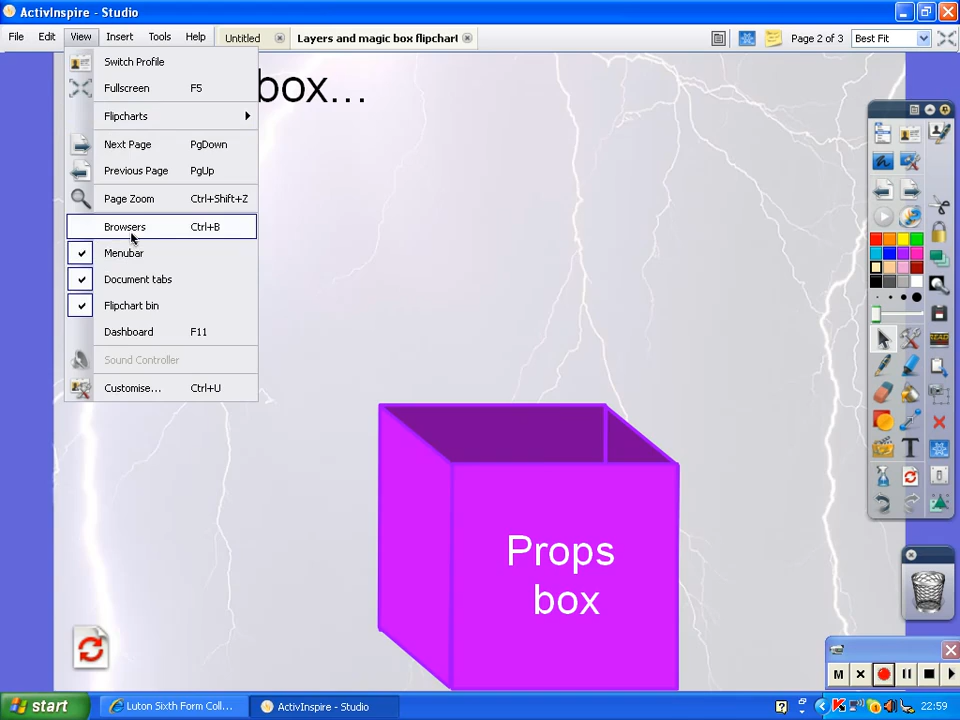 ActivInspire - Studio
File Edit View Insert Tools Help Untitled Layers and magic box flipchart Page 2 of 3 Best Fit
box...
Switch Profile
Fullscreen F5
Flipcharts
Next Page PgDown
Previous Page PgUp
Page Zoom Ctrl+Shift+Z
Browsers Ctrl+B
Menubar
Document tabs
Flipchart bin
Dashboard F11
Sound Controller
Customise... Ctrl+U
T
Props
box
M
start Luton Sixth Form Coll... ActivInspire - Studio 22:59